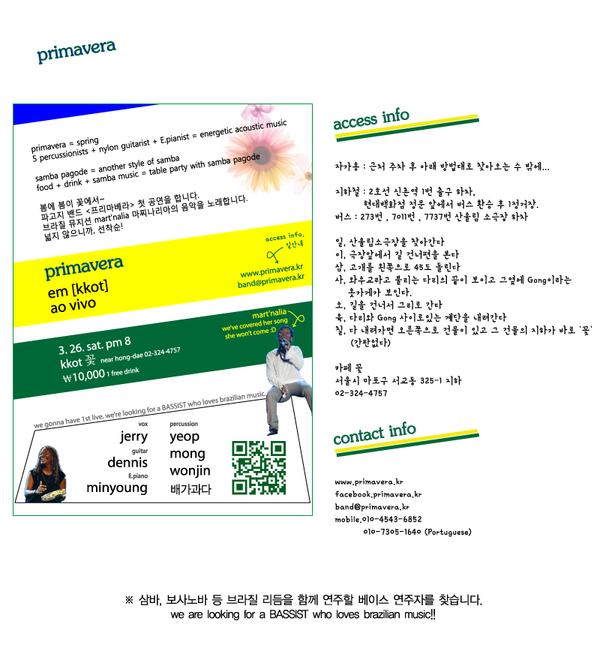 primavera
primavera = spring
5 percussionists + nylon guitarist + E.pianist = energetic acoustic music
samba pagode = another style of samba
food + drink + samba music = table party with samba pagode
봄에 봄이 꽃에서~
파고지 밴드 <프리마베라> 첫 공연을 합니다.
브라질 뮤지션 mart'nalia 마찌나리아의 음악을 노래합니다.
넓지 않으니까, 선착순!
access info.
길안내
primavera
em [kkot]
ao vivo
www.primavera.kr
band@primavera.kr
mart'nalia
we've covered her song
she won't come :D
3. 26. sat. pm 8
kkot 꽃 near hong-dae 02-324-4757
₩10,000 1 free drink
we gonna have 1st live. we're looking for a BASSIST who loves brazilian music.
vox
jerry
guitar
dennis
E.piano
minyoung
percussion
yeop
mong
wonjin
배가과다
access info
자가용 : 근처 주차 후 아래 방법대로 찾아오는 수 밖에...
지하철 : 2호선 신촌역 1번 출구 하차,
현대백화점 정문 앞에서 버스 환승 후 1정거장.
버스 : 273번 , 7011번 , 7737번 산울림 소극장 하차
일, 산울림소극장을 찾아간다
이, 극장앞에서 길 건너편을 본다
삼, 고개를 왼쪽으로 45도 돌린다
사, 와우교라고 불리는 다리의 끝이 보이고 그옆에 Gong이라는
옷가게가 보인다.
오, 길을 건너서 그리로 간다
육, 다리와 Gong 사이로있는 계단을 내려간다
칠, 다 내려가면 오른쪽으로 건물이 있고 그 건물의 지하가 바로 '꽃'
(간판없다)
카페 꽃
서울시 마포구 서교동 325-1 지하
02-324-4757
contact info
www.primavera.kr
facebook.primavera.kr
band@primavera.kr
mobile.010-4543-6852
010-7305-1640 (Portuguese)
※ 삼바, 보사노바 등 브라질 리듬을 함께 연주할 베이스 연주자를 찾습니다.
we are looking for a BASSIST who loves brazilian music!!